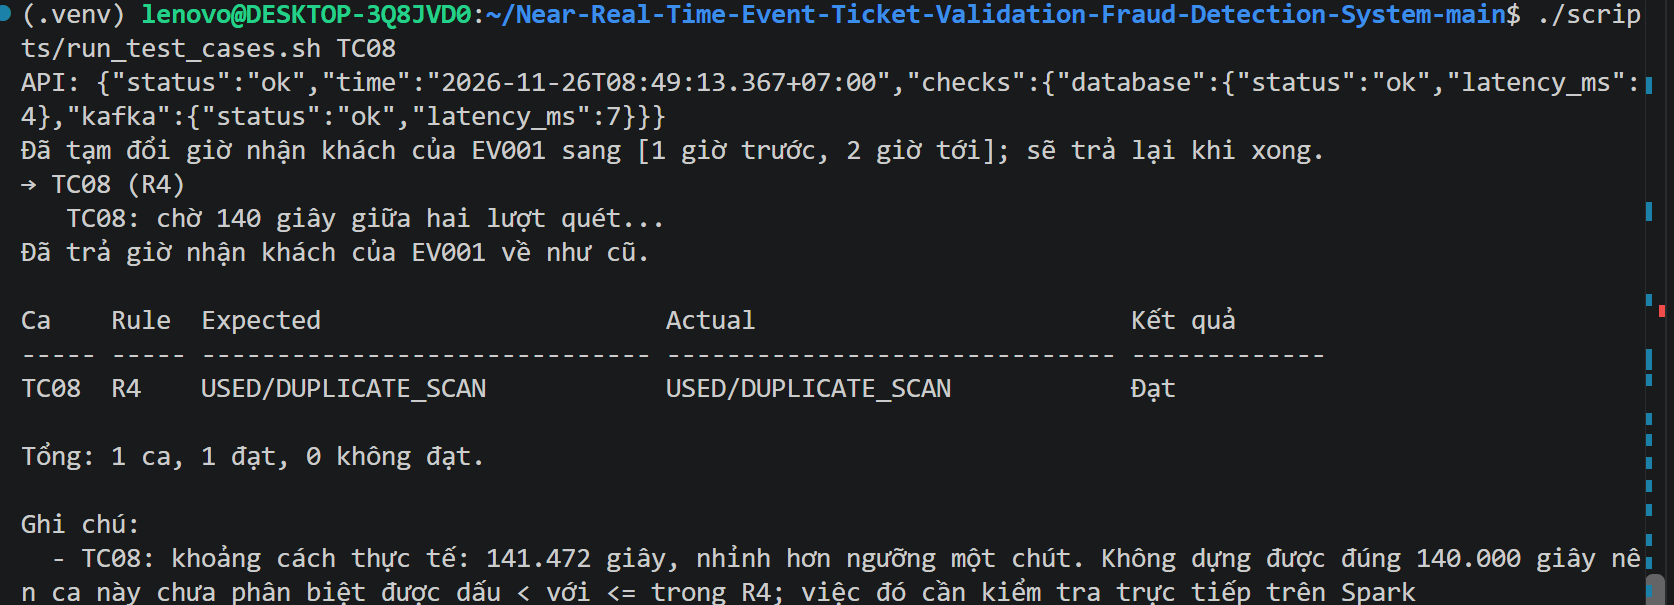 (.venv) lenovo@DESKTOP-3Q8JVD0:~/Near-Real-Time-Event-Ticket-Validation-Fraud-Detection-System-main$ ./scrip
ts/run_test_cases.sh TC08
API: {"status":"ok","time":"2026-11-26T08:49:13.367+07:00","checks":{"database":{"status":"ok","latency_ms":
4},"kafka":{"status":"ok","latency_ms":7}}}
Đã tạm đổi giờ nhận khách của EV001 sang [1 giờ trước, 2 giờ tới]; sẽ trả lại khi xong.
→ TC08 (R4)
   TC08: chờ 140 giây giữa hai lượt quét...
Đã trả giờ nhận khách của EV001 về như cũ.
Ca    Rule  Expected                       Actual                         Kết quả
----- ----- ------------------------------ ------------------------------ -------------
TC08  R4    USED/DUPLICATE_SCAN            USED/DUPLICATE_SCAN            Đạt
Tổng: 1 ca, 1 đạt, 0 không đạt.
Ghi chú:
  - TC08: khoảng cách thực tế: 141.472 giây, nhỉnh hơn ngưỡng một chút. Không dựng được đúng 140.000 giây nê
n ca này chưa phân biệt được dấu < với <= trong R4; việc đó cần kiểm tra trực tiếp trên Spark